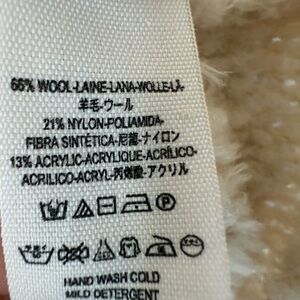 66% WOOL-LAINE-LANA-WOLLE-LÃ-
羊毛-ウール
21% NYLON-POLIAMIDA-
FIBRA SINTÉTICA-尼龍-ナイロン
13% ACRYLIC-ACRYLIQUE-ACRÍLICO-
ACRILICO-ACRYL-丙烯酸-アクリル
HAND WASH COLD
MILD DETERGENT